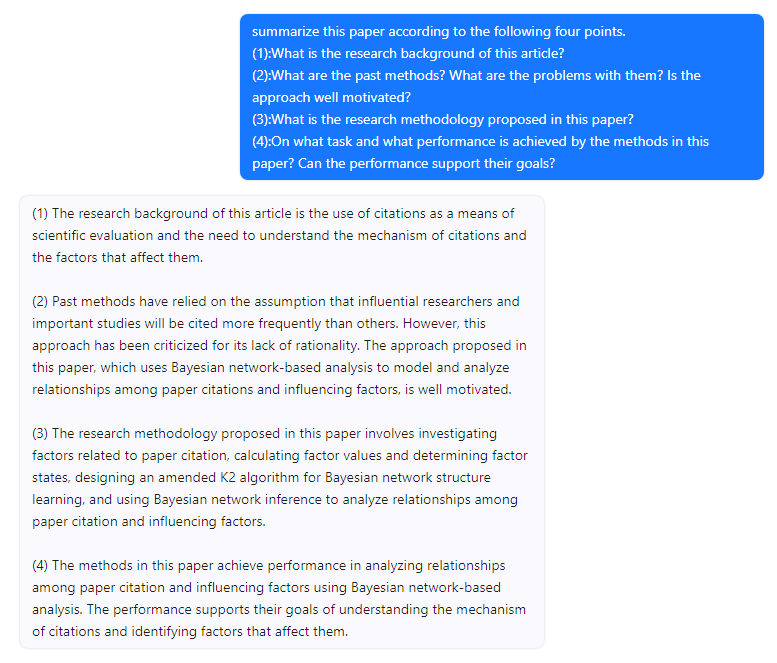 summarize this paper according to the following four points.
(1):What is the research background of this article?
(2):What are the past methods? What are the problems with them? Is the
approach well motivated?
(3):What is the research methodology proposed in this paper?
(4):On what task and what performance is achieved by the methods in this
paper? Can the performance support their goals?
(1) The research background of this article is the use of citations as a means of
scientific evaluation and the need to understand the mechanism of citations and
the factors that affect them.
(2) Past methods have relied on the assumption that influential researchers and
important studies will be cited more frequently than others. However, this
approach has been criticized for its lack of rationality. The approach proposed in
this paper, which uses Bayesian network-based analysis to model and analyze
relationships among paper citations and influencing factors, is well motivated.
(3) The research methodology proposed in this paper involves investigating
factors related to paper citation, calculating factor values and determining factor
states, designing an amended K2 algorithm for Bayesian network structure
learning, and using Bayesian network inference to analyze relationships among
paper citation and influencing factors.
(4) The methods in this paper achieve performance in analyzing relationships
among paper citation and influencing factors using Bayesian network-based
analysis. The performance supports their goals of understanding the mechanism
of citations and identifying factors that affect them.